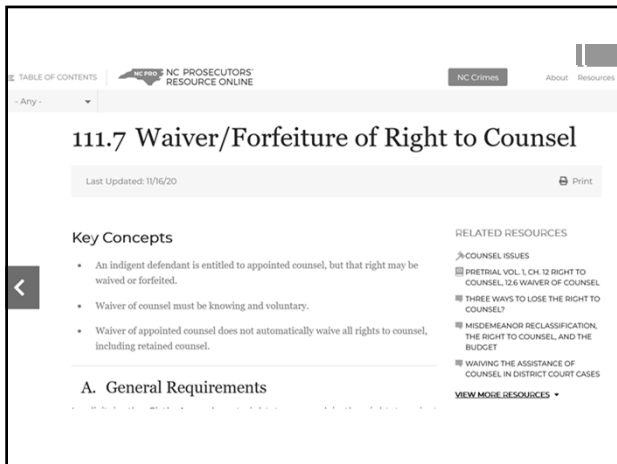 TABLE OF CONTENTS
NC PRO
NC PROSECUTORS'
RESOURCE ONLINE
NC Crimes
About
Resources
- Any -
111.7 Waiver/Forfeiture of Right to Counsel
Last Updated: 11/16/20
Print
Key Concepts
• An indigent defendant is entitled to appointed counsel, but that right may be
waived or forfeited.
• Waiver of counsel must be knowing and voluntary.
• Waiver of appointed counsel does not automatically waive all rights to counsel,
including retained counsel.
A. General Requirements
RELATED RESOURCES
COUNSEL ISSUES
PRETRIAL VOL. 1, CH. 12 RIGHT TO
COUNSEL, 12.6 WAIVER OF COUNSEL
THREE WAYS TO LOSE THE RIGHT TO
COUNSEL?
MISDEMEANOR RECLASSIFICATION,
THE RIGHT TO COUNSEL, AND THE
BUDGET
WAIVING THE ASSISTANCE OF
COUNSEL IN DISTRICT COURT CASES
VIEW MORE RESOURCES